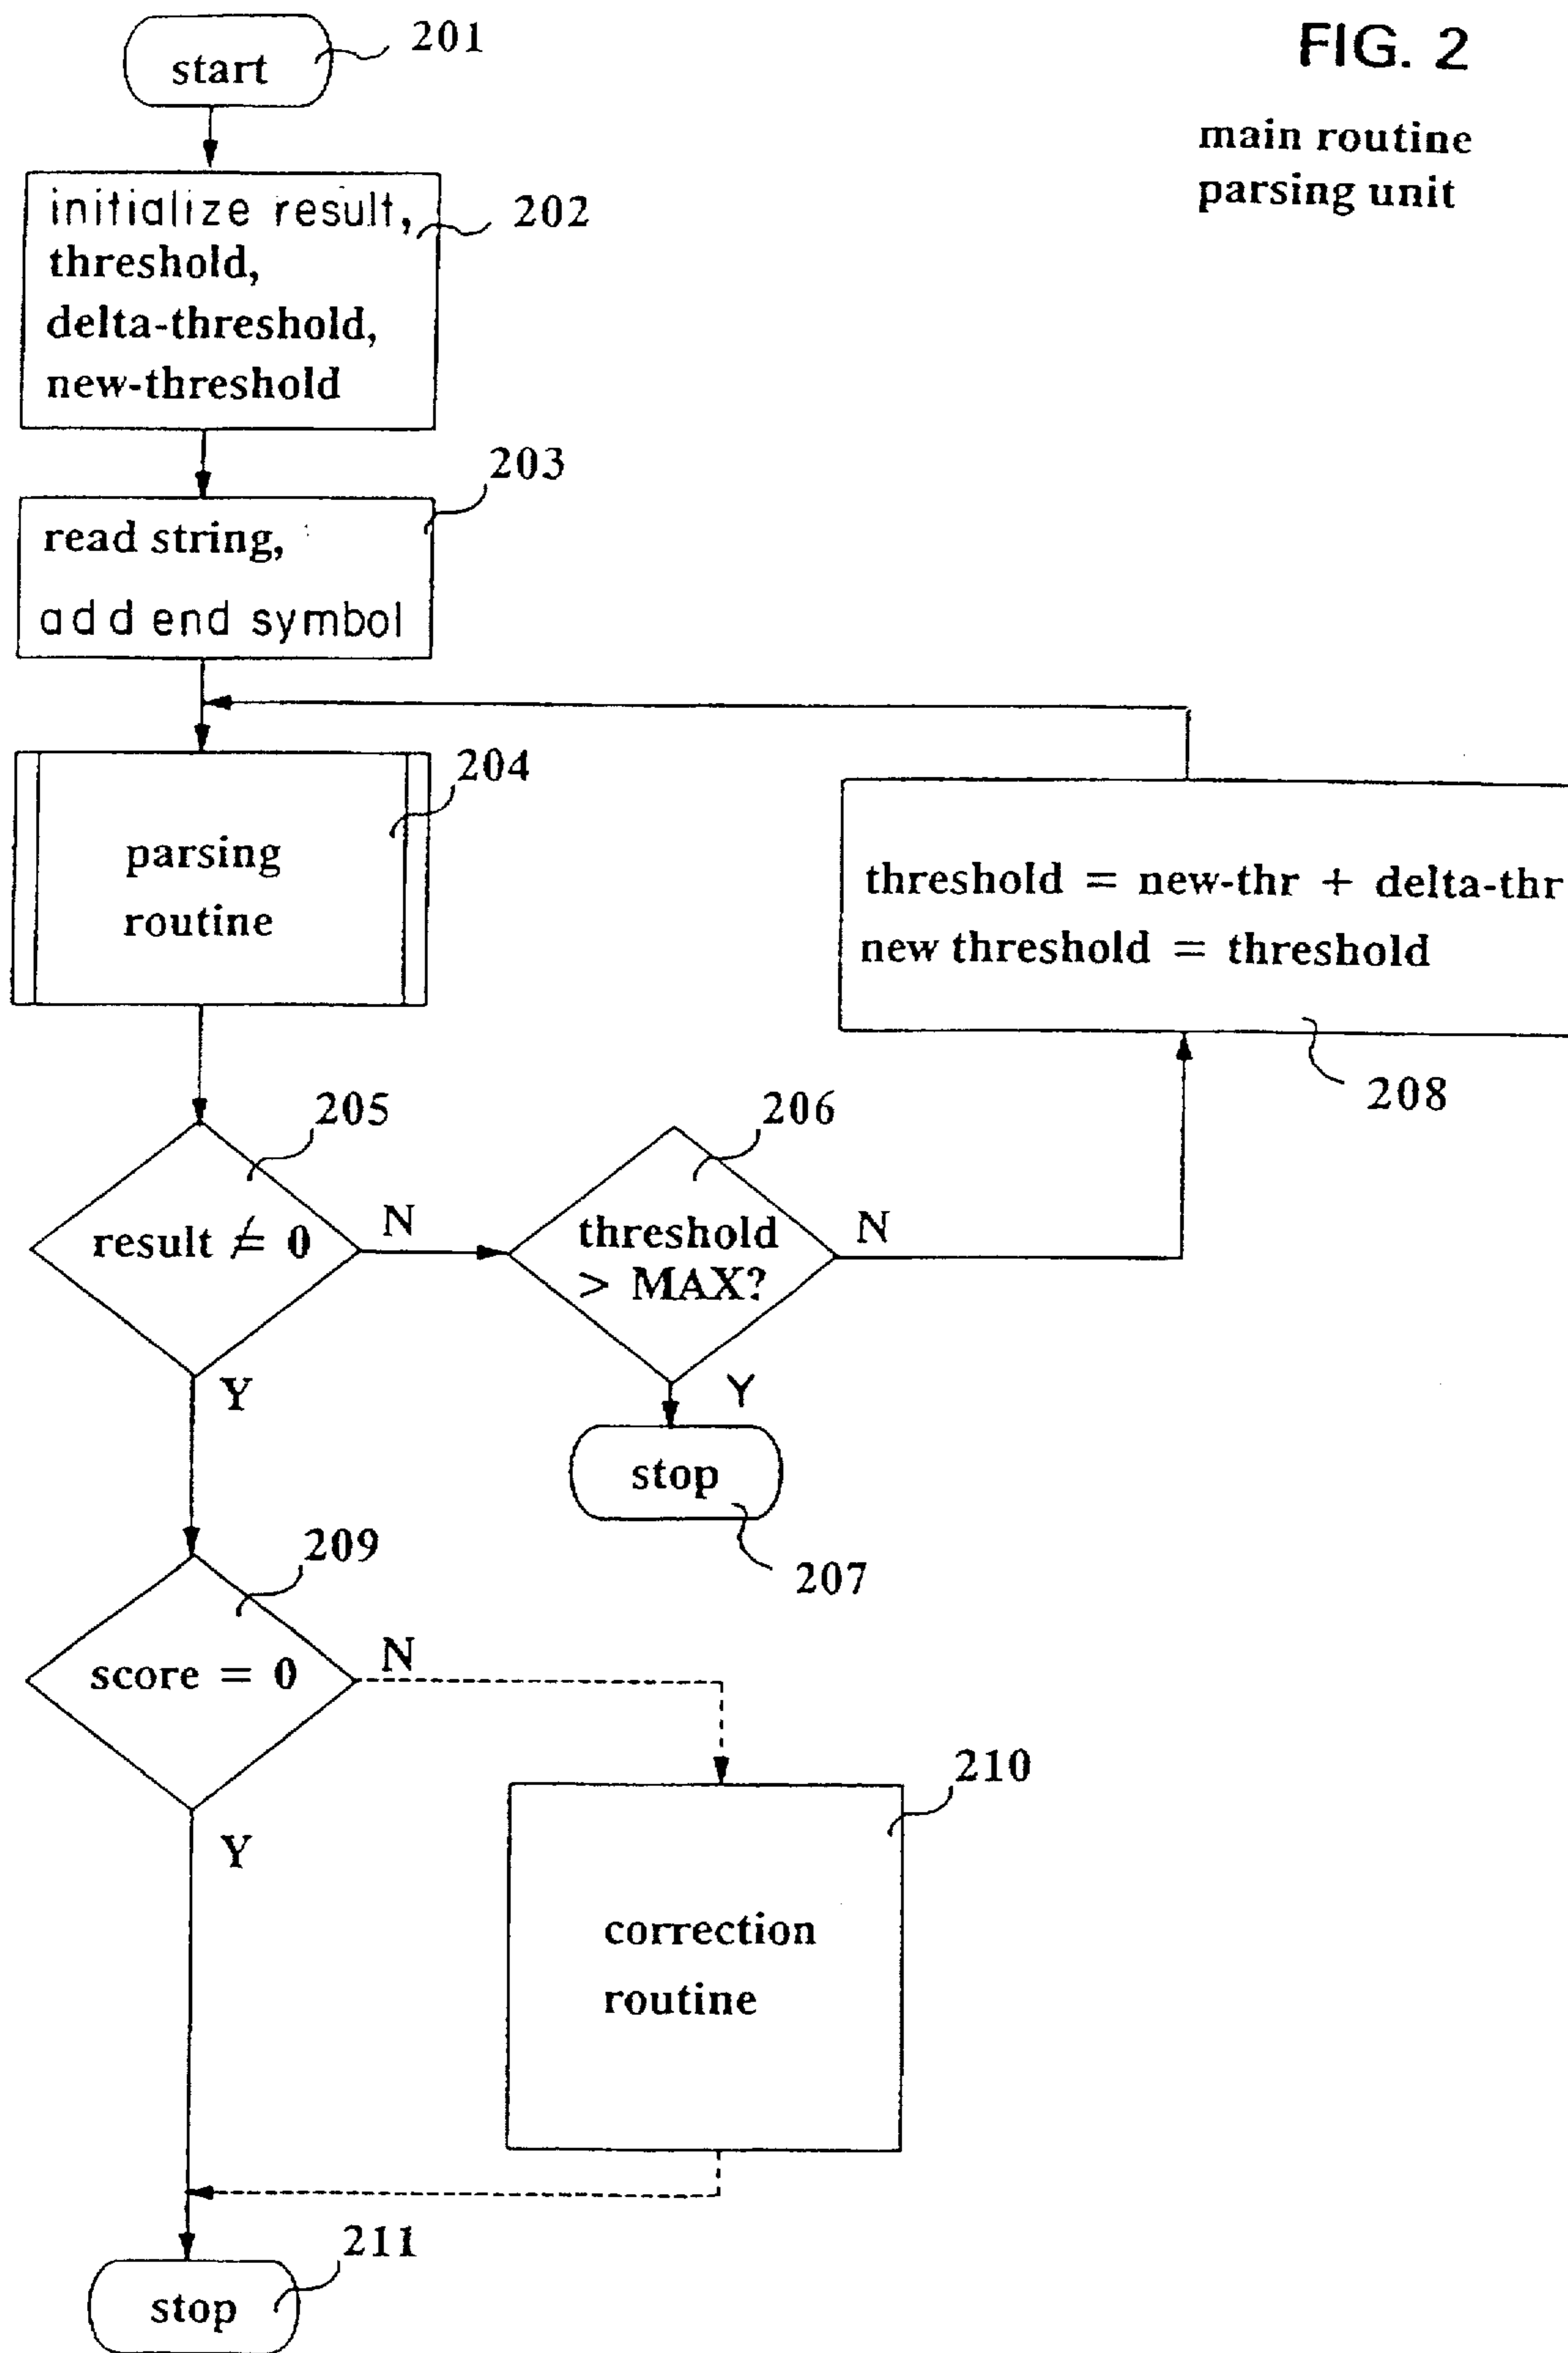 FIG. 2
main routine
parsing unit
201
start
202
initialize result,
threshold,
delta-threshold,
new-threshold
203
read string,
add end symbol
204
parsing
routine
threshold = new-thr + delta-thr
new threshold = threshold
208
205
result ≠ 0
N
Y
206
threshold
> MAX?
N
Y
stop
207
209
score = 0
N
Y
210
correction
routine
211
stop